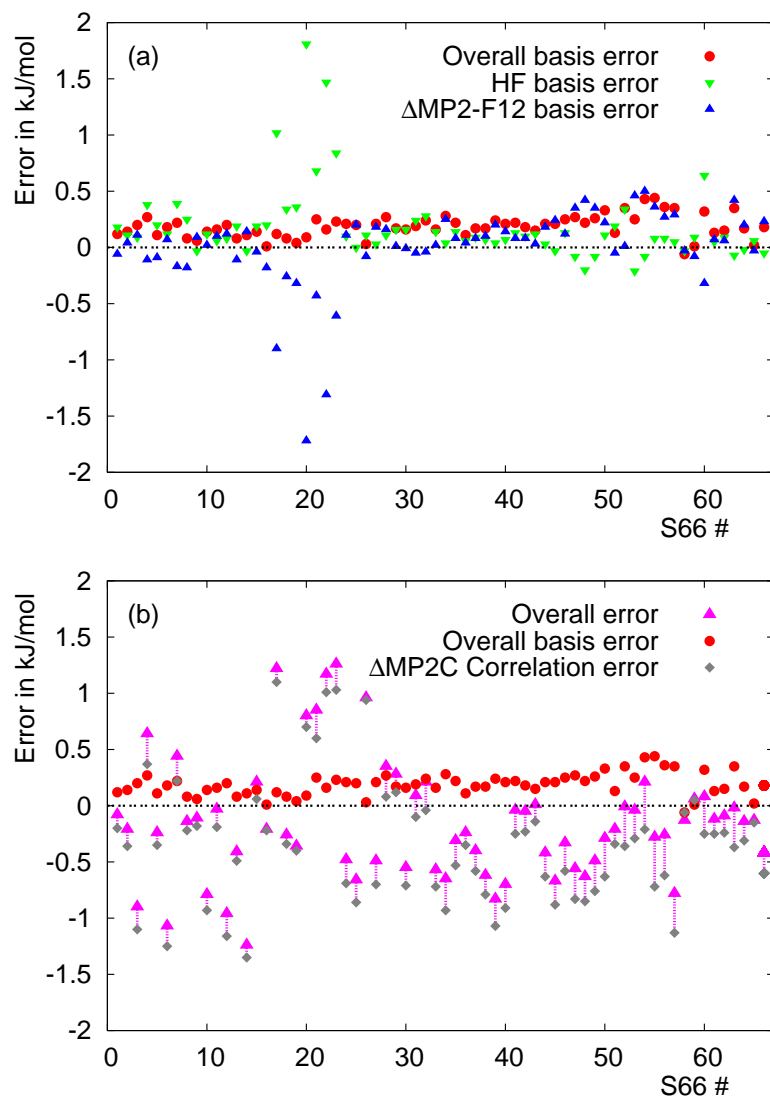 (a)
Overall basis error
HF basis error
ΔMP2-F12 basis error
Error in kJ/mol
2
1.5
1
0.5
0
-0.5
-1
-1.5
-2
0 10 20 30 40 50 60
S66 #
(b)
Overall error
Overall basis error
ΔMP2C Correlation error
Error in kJ/mol
2
1.5
1
0.5
0
-0.5
-1
-1.5
-2
0 10 20 30 40 50 60
S66 #